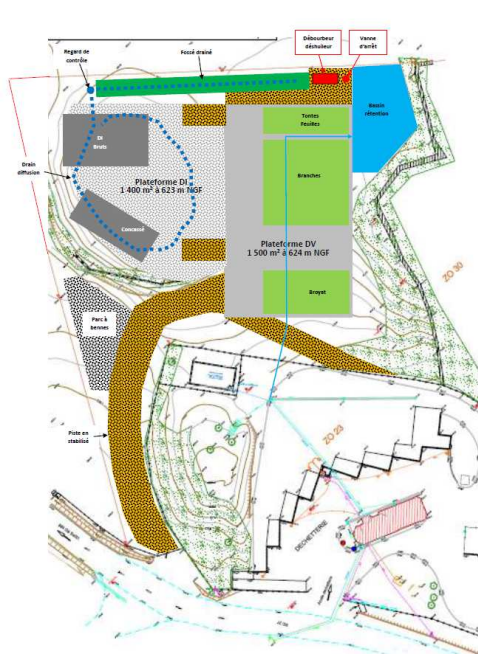 Débourbeur
déshuileur
Vanne
d'arrêt
Regard de
contrôle
Fossé drainé
Bassin
rétention
Tontes
Feuilles
DI
Bruts
Drain
diffusion
Plateforme DI
1 400 m² à 623 m NGF
Branches
Concassé
Plateforme DV
1 500 m² à 624 m NGF
ZO 30
Broyat
Parc à
bennes
Piste en
stabilisé
ZO 23
DECHETTERIE